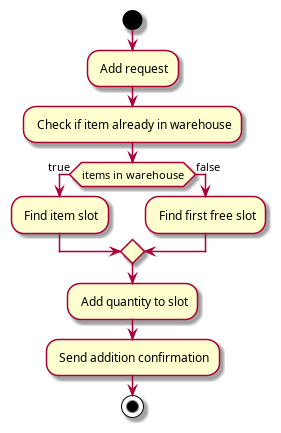 Add request
Check if item already in warehouse
items in warehouse
true
false
Find item slot
Find first free slot
Add quantity to slot
Send addition confirmation